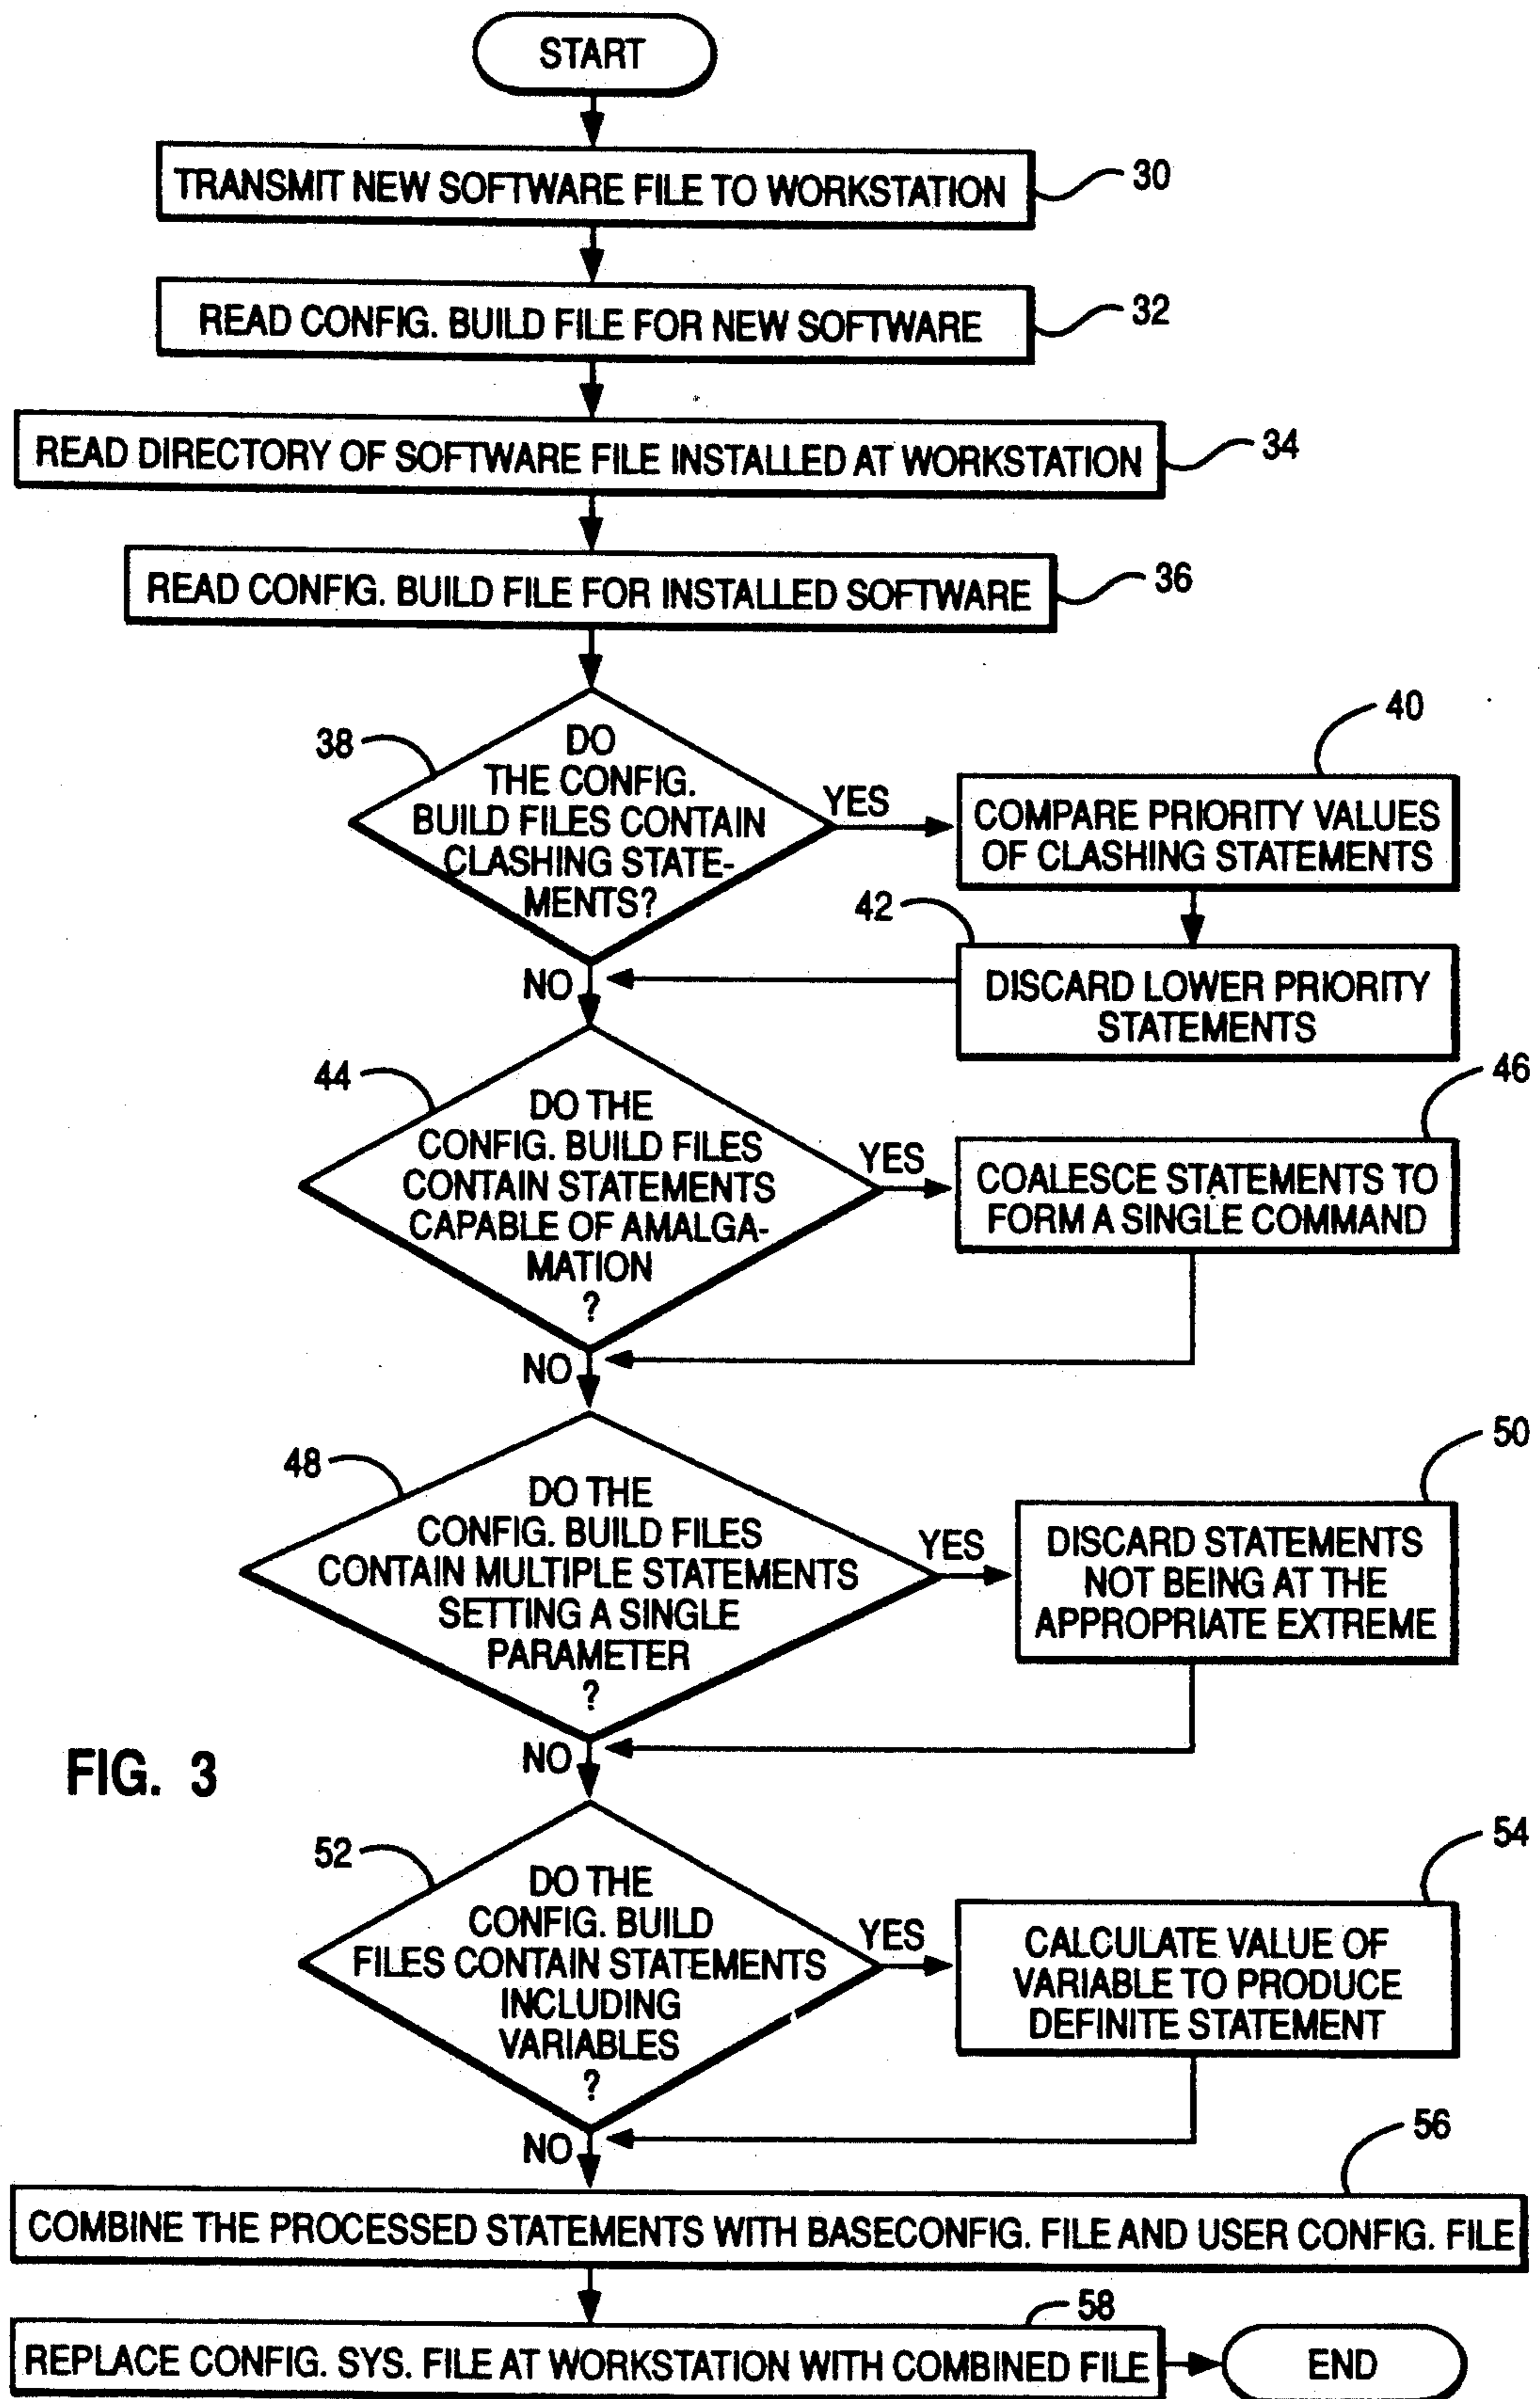 START
TRANSMIT NEW SOFTWARE FILE TO WORKSTATION
30
READ CONFIG. BUILD FILE FOR NEW SOFTWARE
32
READ DIRECTORY OF SOFTWARE FILE INSTALLED AT WORKSTATION
34
READ CONFIG. BUILD FILE FOR INSTALLED SOFTWARE
36
38
DO
THE CONFIG.
BUILD FILES CONTAIN
CLASHING STATE-
MENTS?
YES
40
COMPARE PRIORITY VALUES
OF CLASHING STATEMENTS
42
DISCARD LOWER PRIORITY
STATEMENTS
NO
44
DO THE
CONFIG. BUILD FILES
CONTAIN STATEMENTS
CAPABLE OF AMALGA-
MATION
?
YES
46
COALESCE STATEMENTS TO
FORM A SINGLE COMMAND
NO
48
DO THE
CONFIG. BUILD FILES
CONTAIN MULTIPLE STATEMENTS
SETTING A SINGLE
PARAMETER
?
YES
50
DISCARD STATEMENTS
NOT BEING AT THE
APPROPRIATE EXTREME
NO
FIG. 3
52
DO THE
CONFIG. BUILD
FILES CONTAIN STATEMENTS
INCLUDING
VARIABLES
?
YES
54
CALCULATE VALUE OF
VARIABLE TO PRODUCE
DEFINITE STATEMENT
NO
56
COMBINE THE PROCESSED STATEMENTS WITH BASECONFIG. FILE AND USER CONFIG. FILE
58
REPLACE CONFIG. SYS. FILE AT WORKSTATION WITH COMBINED FILE
END